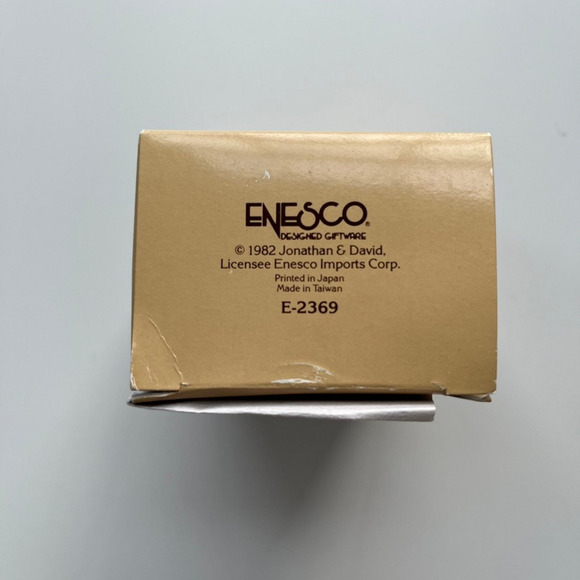 ENESCO®
DESIGNED GIFTWARE
© 1982 Jonathan & David,
Licensee Enesco Imports Corp.
Printed in Japan
Made in Taiwan
E-2369